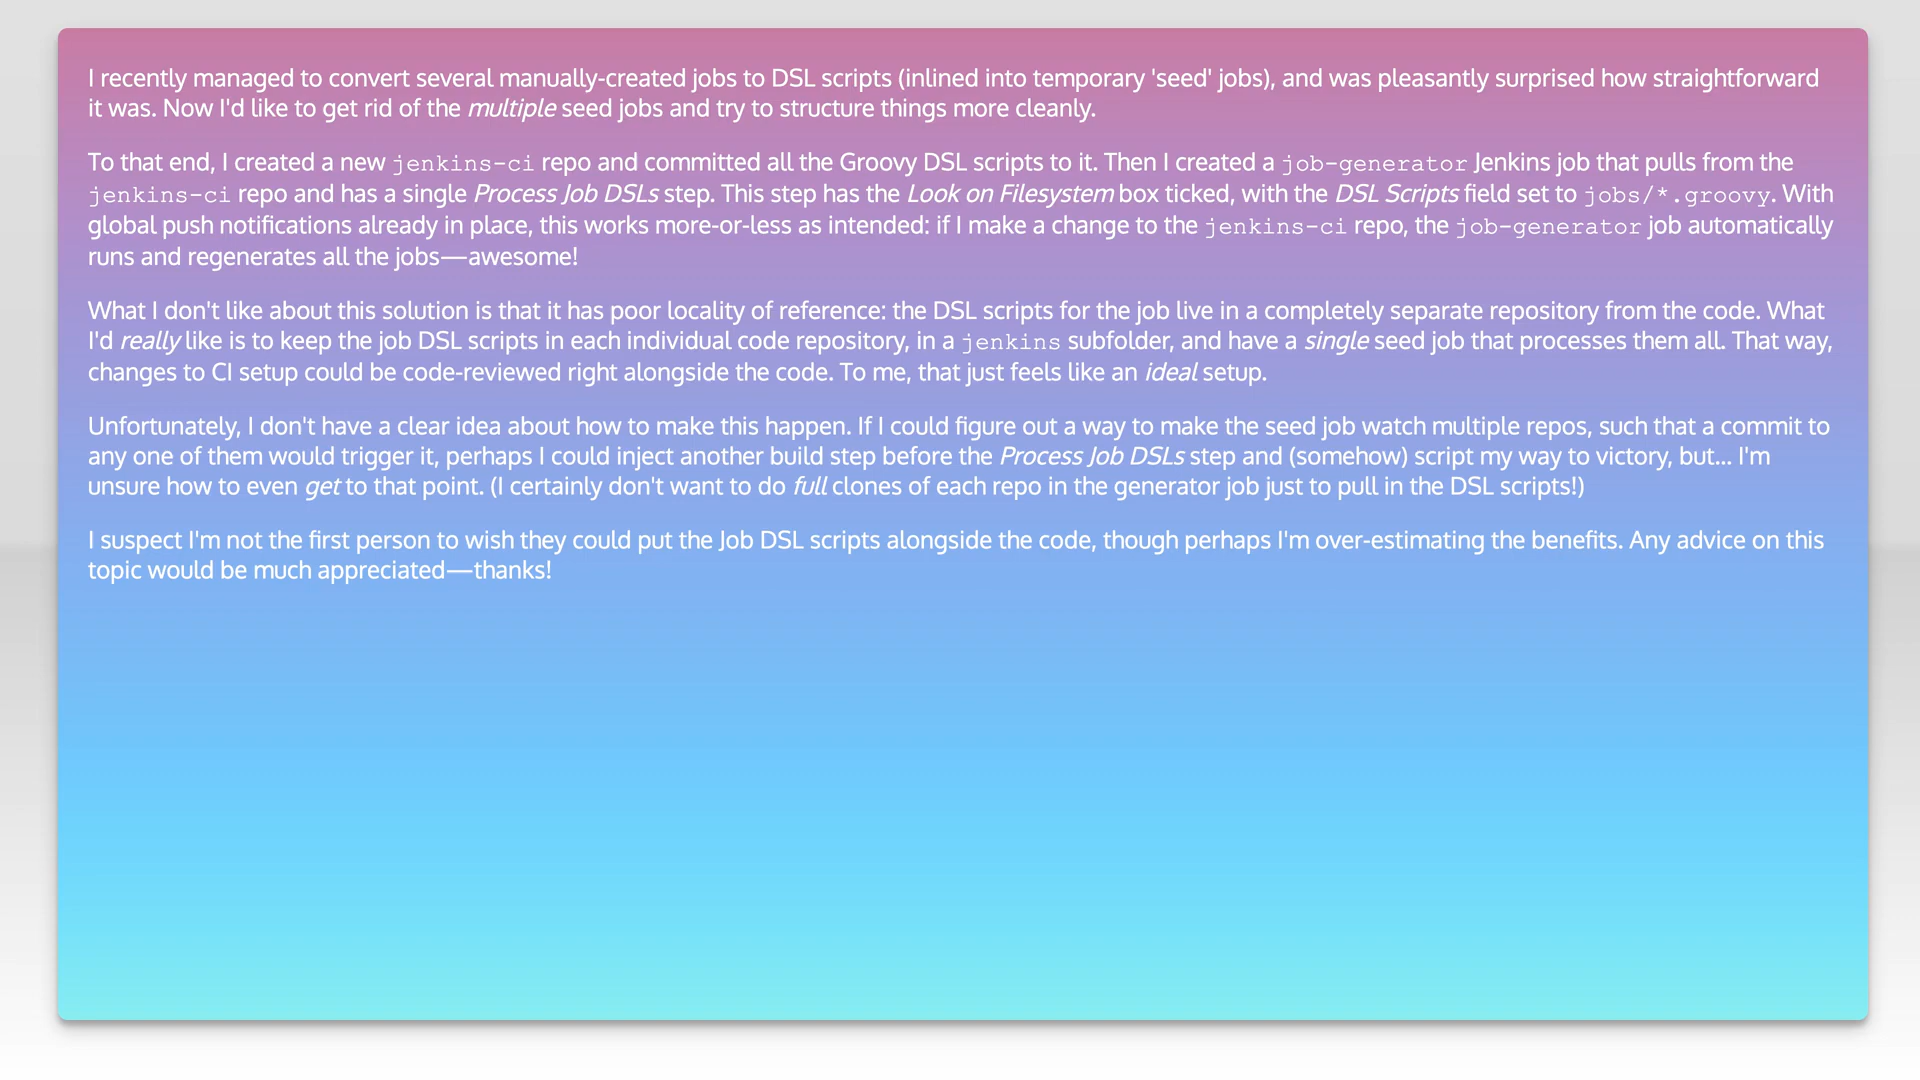 I recently managed to convert several manually-created jobs to DSL scripts (inlined into temporary 'seed' jobs), and was pleasantly surprised how straightforward
it was. Now I'd like to get rid of the multiple seed jobs and try to structure things more cleanly.
To that end, I created a new jenkins-ci repo and committed all the Groovy DSL scripts to it. Then I created a job-generator Jenkins job that pulls from the
jenkins-ci repo and has a single Process Job DSLs step. This step has the Look on Filesystem box ticked, with the DSL Scripts field set to jobs/*.groovy. With
global push notifications already in place, this works more-or-less as intended: if I make a change to the jenkins-ci repo, the job-generator job automatically
runs and regenerates all the jobs—awesome!
What I don't like about this solution is that it has poor locality of reference: the DSL scripts for the job live in a completely separate repository from the code. What
I'd really like is to keep the job DSL scripts in each individual code repository, in a jenkins subfolder, and have a single seed job that processes them all. That way,
changes to CI setup could be code-reviewed right alongside the code. To me, that just feels like an ideal setup.
Unfortunately, I don't have a clear idea about how to make this happen. If I could figure out a way to make the seed job watch multiple repos, such that a commit to
any one of them would trigger it, perhaps I could inject another build step before the Process Job DSLs step and (somehow) script my way to victory, but... I'm
unsure how to even get to that point. (I certainly don't want to do full clones of each repo in the generator job just to pull in the DSL scripts!)
I suspect I'm not the first person to wish they could put the Job DSL scripts alongside the code, though perhaps I'm over-estimating the benefits. Any advice on this
topic would be much appreciated—thanks!